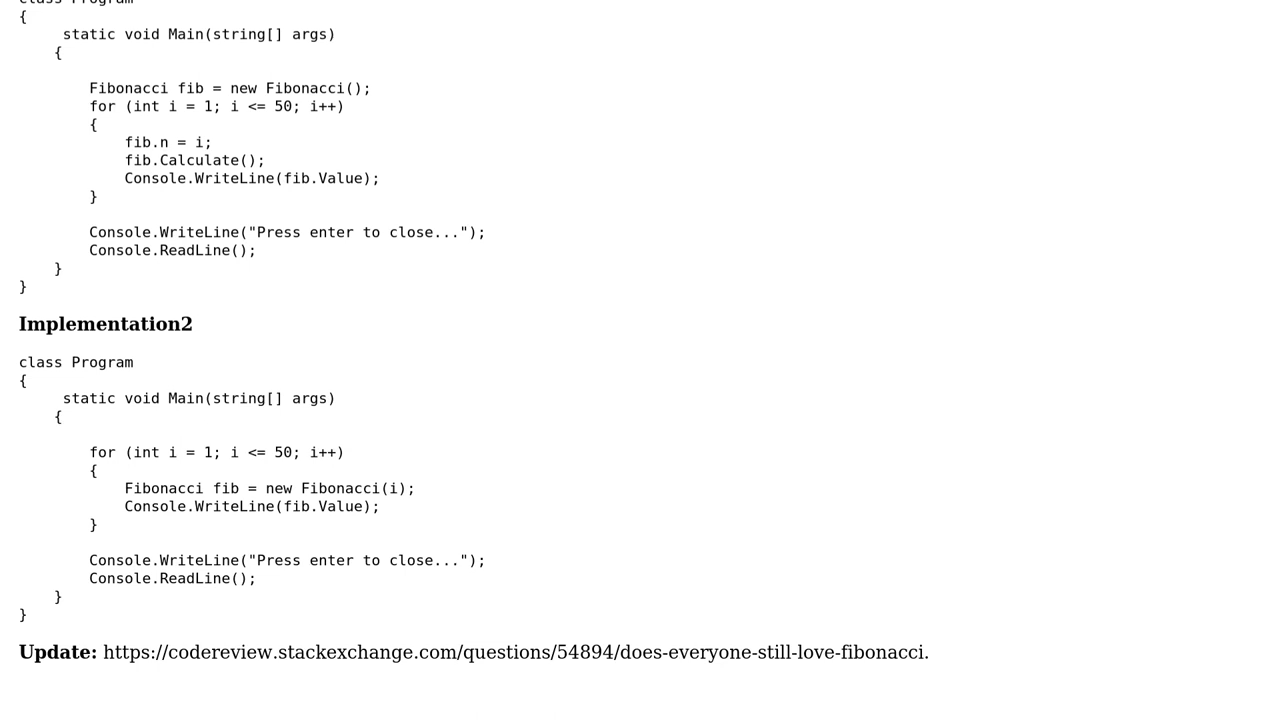 class Program
{
     static void Main(string[] args)
    {
        Fibonacci fib = new Fibonacci();
        for (int i = 1; i <= 50; i++)
        {
            fib.n = i;
            fib.Calculate();
            Console.WriteLine(fib.Value);
        }
        Console.WriteLine("Press enter to close...");
        Console.ReadLine();
    }
}
Implementation2
class Program
{
     static void Main(string[] args)
    {
        for (int i = 1; i <= 50; i++)
        {
            Fibonacci fib = new Fibonacci(i);
            Console.WriteLine(fib.Value);
        }
        Console.WriteLine("Press enter to close...");
        Console.ReadLine();
    }
}
Update: https://codereview.stackexchange.com/questions/54894/does-everyone-still-love-fibonacci.